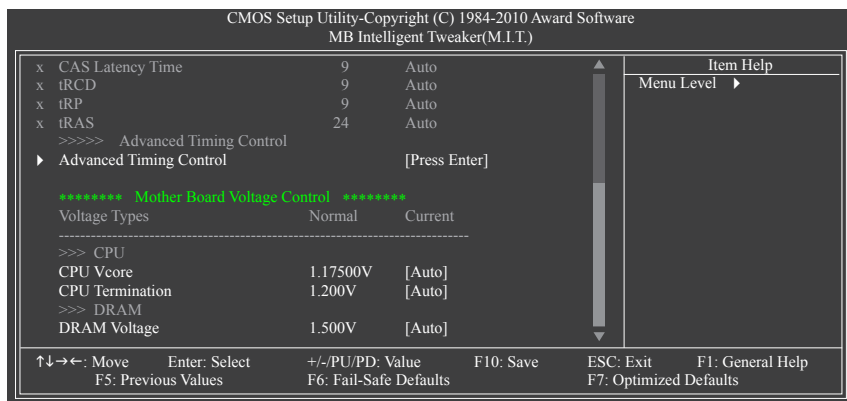 CMOS Setup Utility-Copyright (C) 1984-2010 Award Software
MB Intelligent Tweaker(M.I.T.)
x CAS Latency Time 9 Auto
x tRCD 9 Auto
x tRP 9 Auto
x tRAS 24 Auto
>>>>> Advanced Timing Control
Advanced Timing Control [Press Enter]
******** Mother Board Voltage Control ********
Voltage Types Normal Current
-----------------------------------------------------------------------------
>>> CPU
CPU Vcore 1.17500V [Auto]
CPU Termination 1.200V [Auto]
>>> DRAM
DRAM Voltage 1.500V [Auto]
Item Help
Menu Level
↑↓→←: Move Enter: Select +/-/PU/PD: Value F10: Save ESC: Exit F1: General Help
F5: Previous Values F6: Fail-Safe Defaults F7: Optimized Defaults